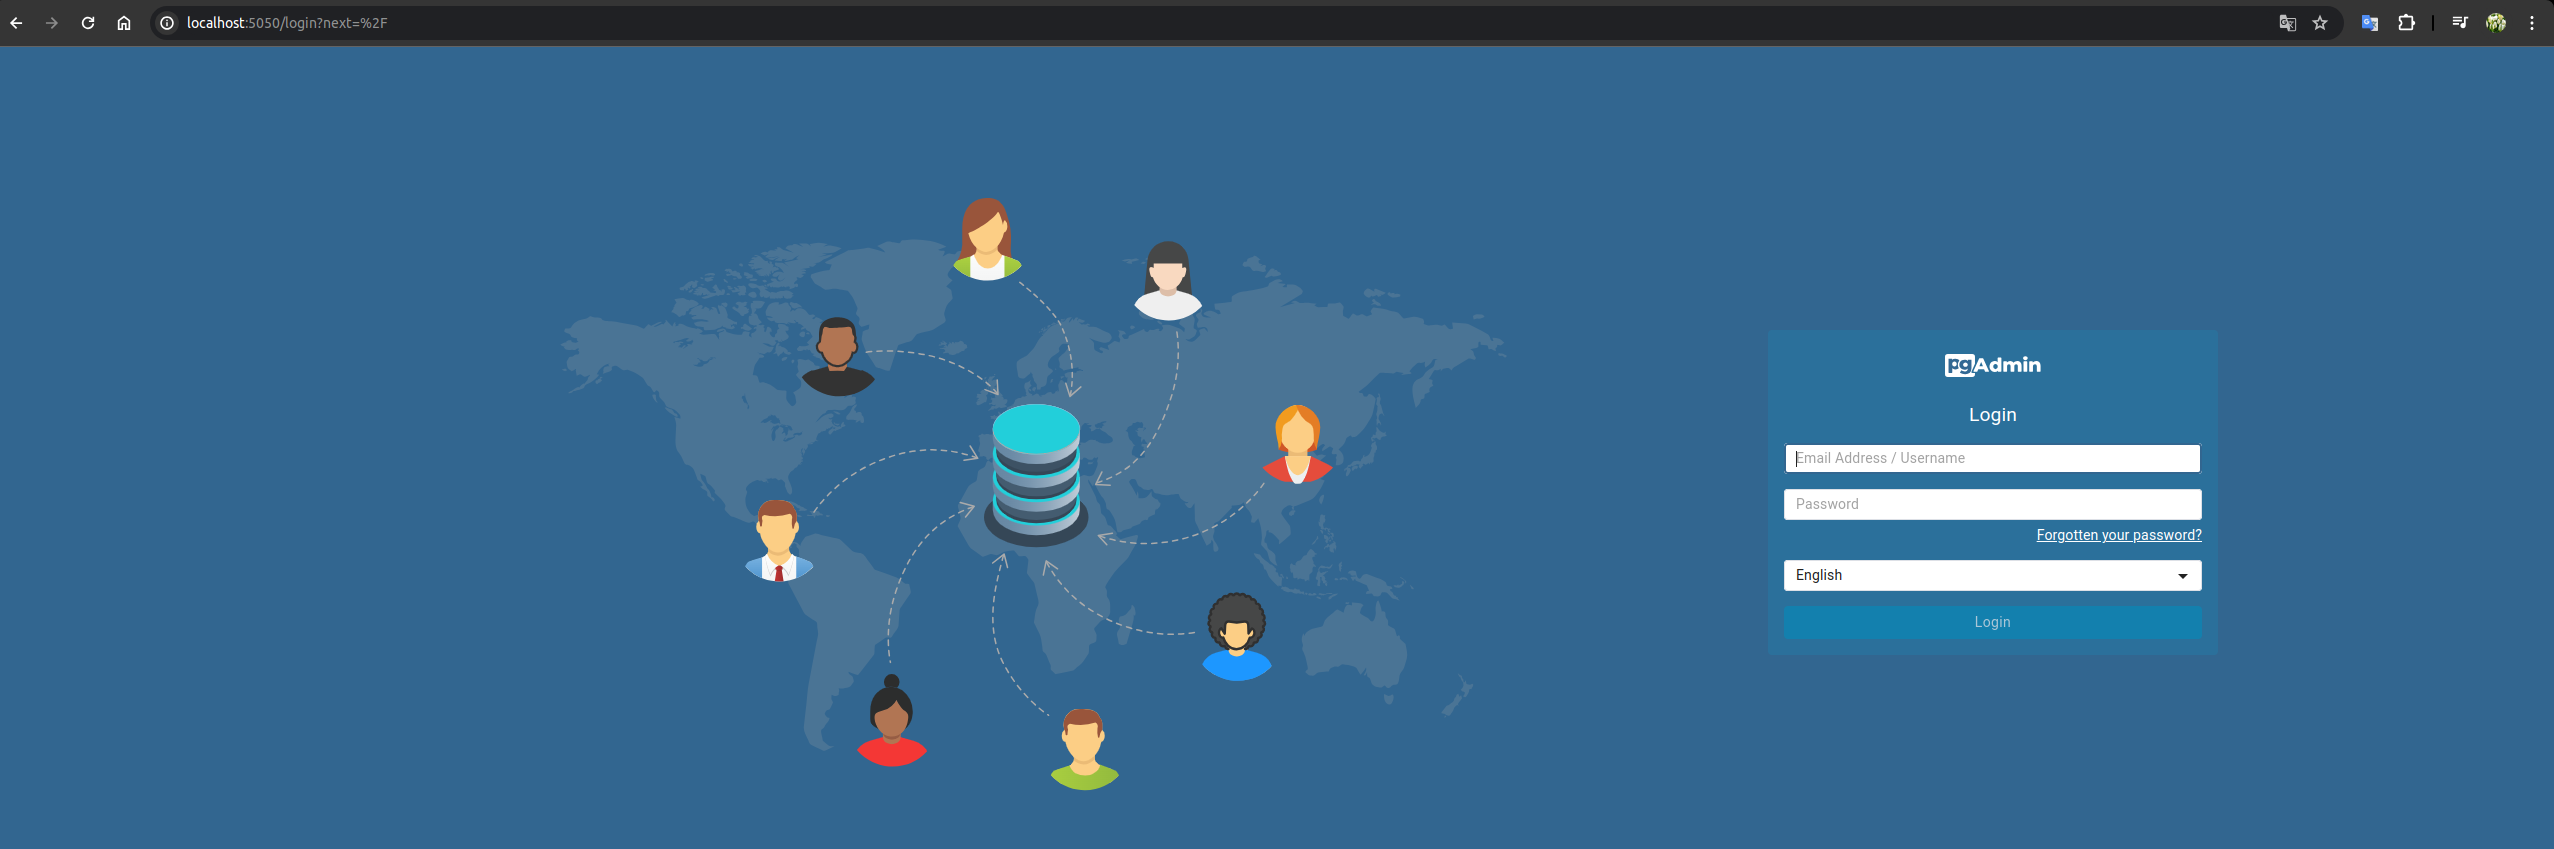 localhost:5050/login?next=%2F
pgAdmin
Login
Email Address / Username
Password
Forgotten your password?
English
Login